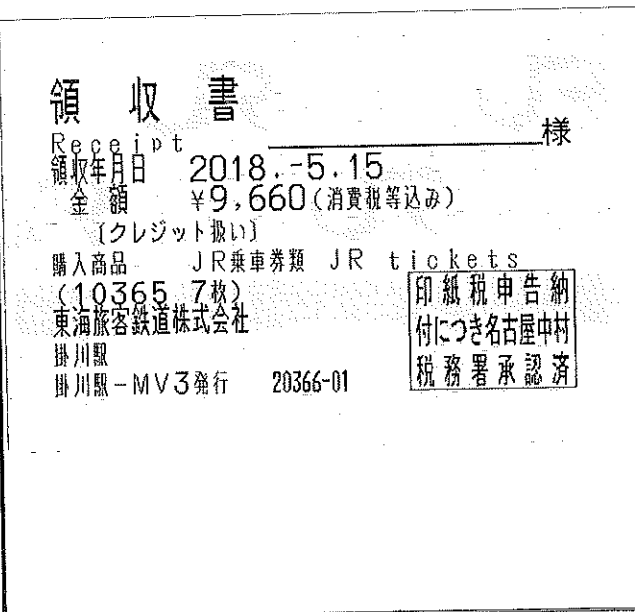 領収書
Receipt 様
領収年月日 2018.-5.15
金額 ¥9,660(消費税等込み)
〔クレジット扱い〕
購入商品 JR乗車券類 JR tickets
(10365 7枚)
東海旅客鉄道株式会社
掛川駅
掛川駅-MV3発行 20366-01
印紙税申告納
付につき名古屋中村
税務署承認済